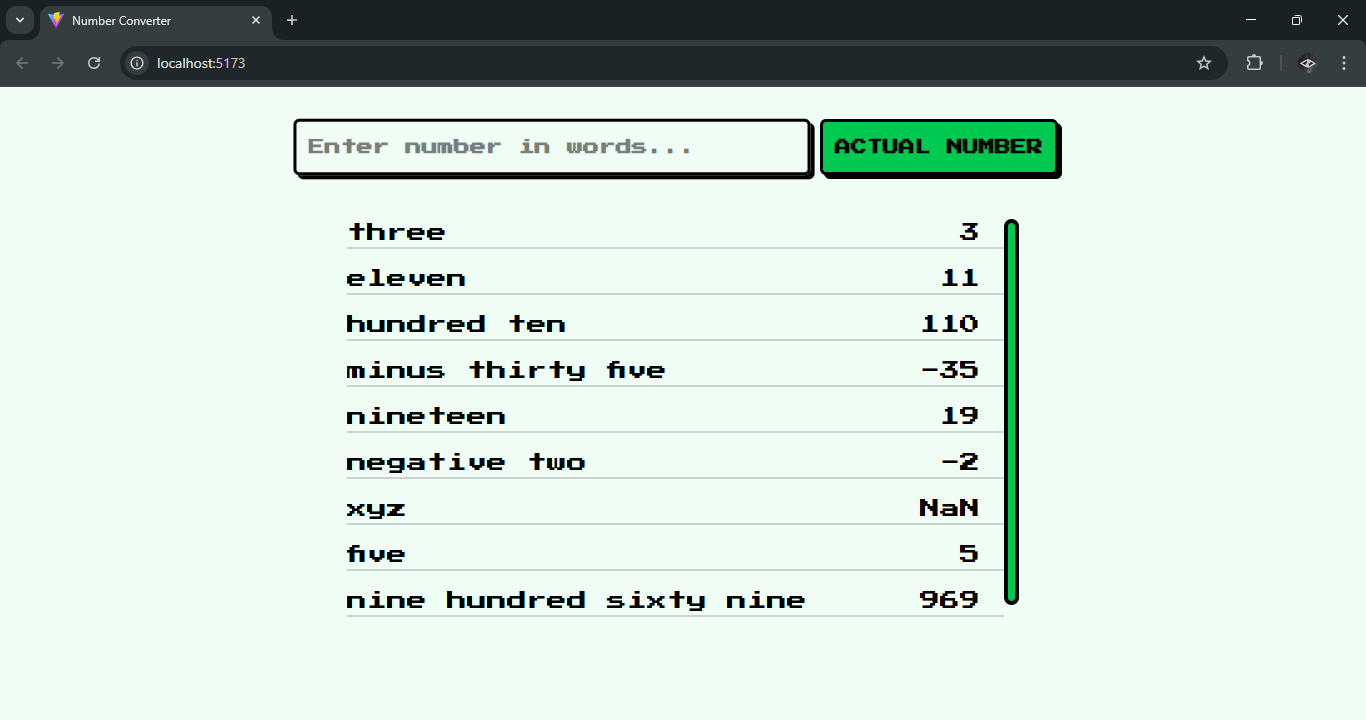 Number Converter
localhost:5173
Enter number in words...
ACTUAL NUMBER
three 3
eleven 11
hundred ten 110
minus thirty five -35
nineteen 19
negative two -2
xyz NaN
five 5
nine hundred sixty nine 969